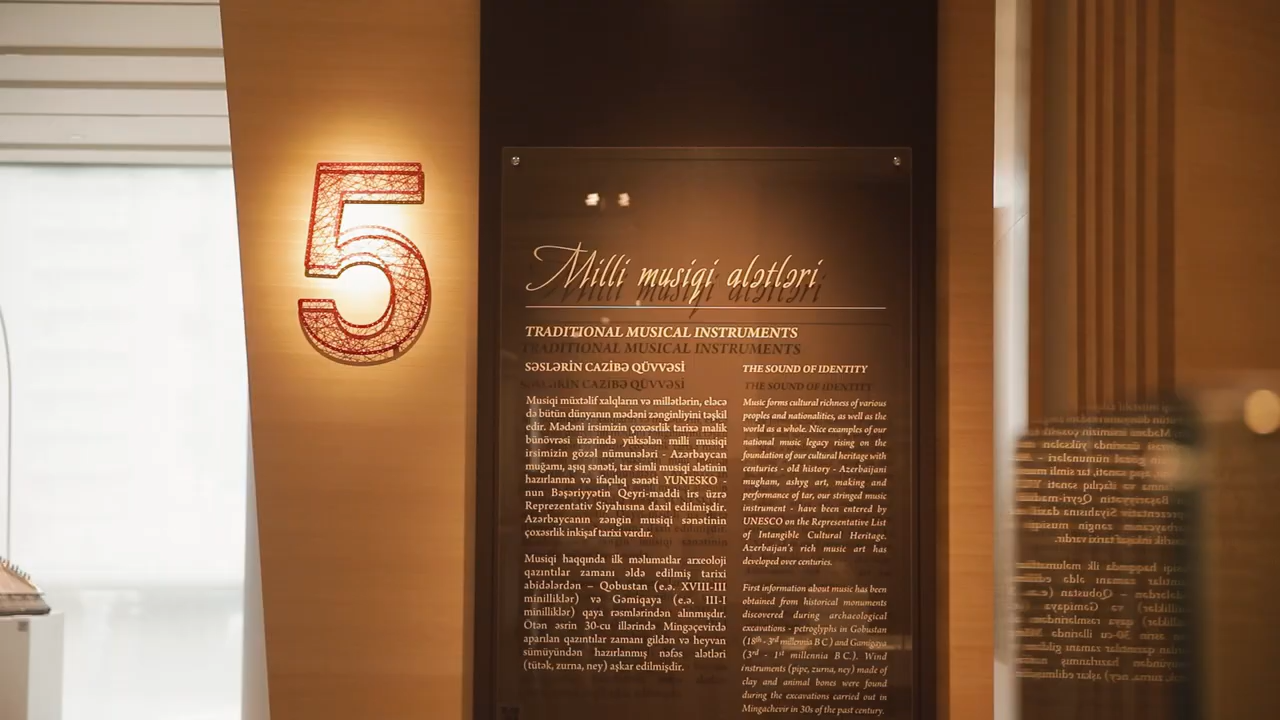 5
Milli musiqi alətləri
TRADITIONAL MUSICAL INSTRUMENTS
SƏSLƏRİN CAZİBƏ QÜVVƏSİ
Musiqi müxtəlif xalqların və millətlərin, eləcə
də bütün dünyanın mədəni zənginliyini təşkil
edir. Mədəni irsimizin çoxəsrlik tarixə malik
bünövrəsi üzərində yüksələn milli musiqi
irsimizin gözəl nümunələri - Azərbaycan
muğamı, aşıq sənəti, tar simli musiqi alətinin
hazırlanma və ifaçılıq sənəti YUNESKO -
nun Bəşəriyyətin Qeyri-maddi irs üzrə
Reprezentativ Siyahısına daxil edilmişdir.
Azərbaycanın zəngin musiqi sənətinin
çoxəsrlik inkişaf tarixi vardır.
Musiqi haqqında ilk məlumatlar arxeoloji
qazıntılar zamanı əldə edilmiş tarixi
abidələrdən – Qobustan (e.ə. XVIII-III
minilliklər) və Gəmiqaya (e.ə. III-I
minilliklər) qaya rəsmlərindən alınmışdır.
Ötən əsrin 30-cu illərində Mingəçevirdə
aparılan qazıntılar zamanı gildən və heyvan
sümüyündən hazırlanmış nəfəs alətləri
(tütək, zurna, ney) aşkar edilmişdir.
THE SOUND OF IDENTITY
Music forms cultural richness of various
peoples and nationalities, as well as the
world as a whole. Nice examples of our
national music legacy rising on the
foundation of our cultural heritage with
centuries - old history - Azerbaijani
mugham, ashyg art, making and
performance of tar, our stringed music
instrument - have been entered by
UNESCO on the Representative List
of Intangible Cultural Heritage.
Azerbaijan's rich music art has
developed over centuries.
First information about music has been
obtained from historical monuments
discovered during archaeological
excavations - petroglyphs in Gobustan
(18th - 3rd millennia B C ) and Gamigaya
(3rd - 1st millennia B C.). Wind
instruments (pipe, zurna, ney) made of
clay and animal bones were found
during the excavations carried out in
Mingachevir in 30s of the past century.